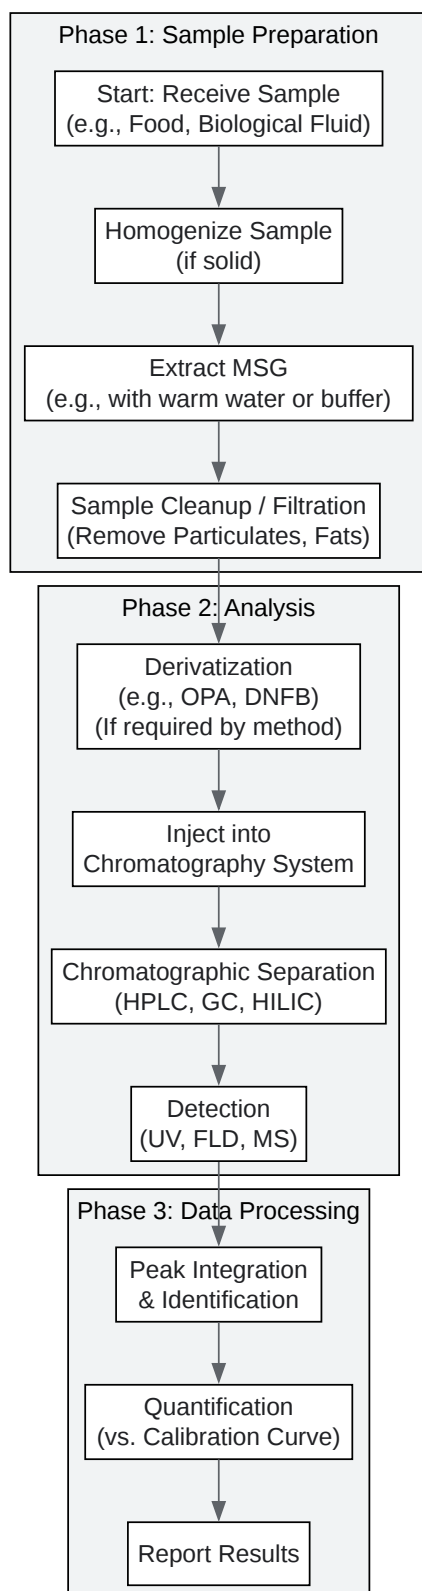 Phase 1: Sample Preparation
Start: Receive Sample
(e.g., Food, Biological Fluid)
Homogenize Sample
(if solid)
Extract MSG
(e.g., with warm water or buffer)
Sample Cleanup / Filtration
(Remove Particulates, Fats)
Phase 2: Analysis
Derivatization
(e.g., OPA, DNFB)
(If required by method)
Inject into
Chromatography System
Chromatographic Separation
(HPLC, GC, HILIC)
Detection
(UV, FLD, MS)
Phase 3: Data Processing
Peak Integration
& Identification
Quantification
(vs. Calibration Curve)
Report Results